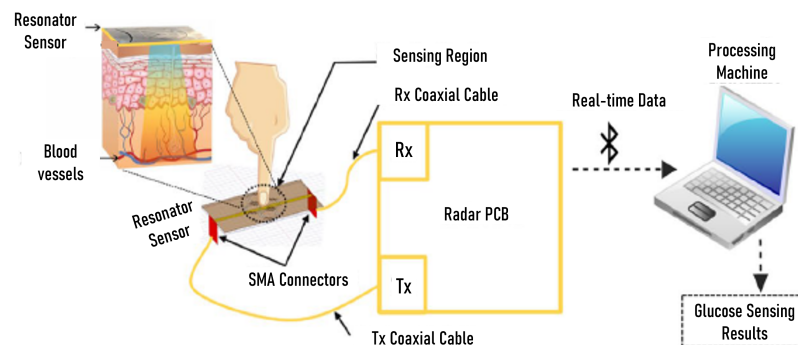 Resonator
Sensor
Blood
vessels
Resonator
Sensor
Sensing Region
Rx Coaxial Cable
SMA Connectors
Tx Coaxial Cable
Rx
Radar PCB
Tx
Real-time Data
Processing
Machine
Glucose Sensing
Results